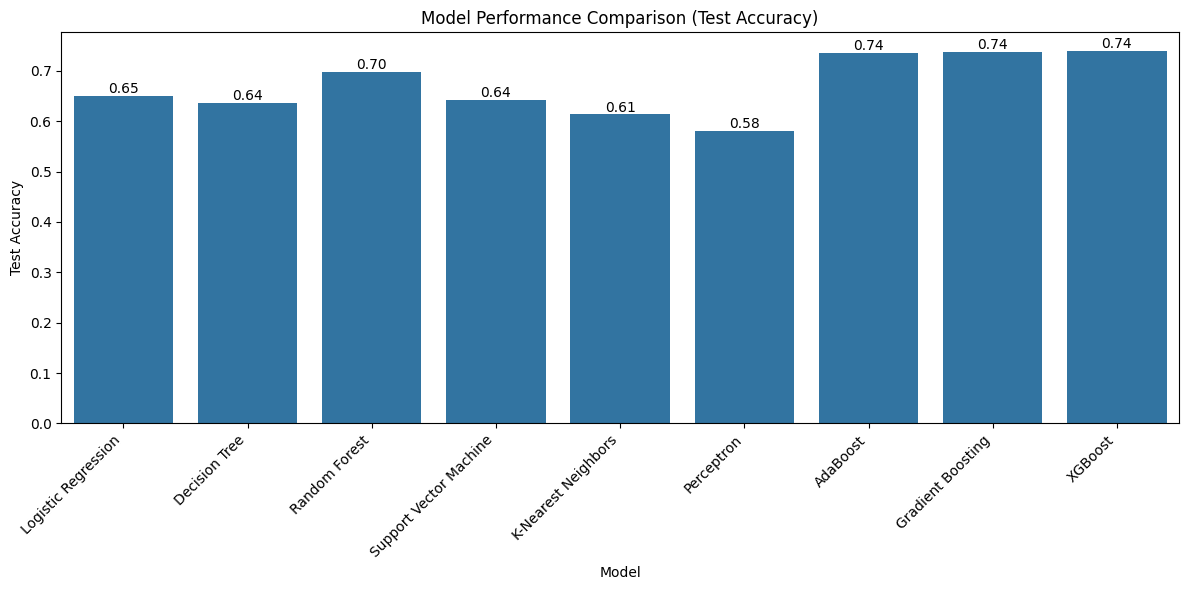 Model Performance Comparison (Test Accuracy)
0.65
0.64
0.70
0.64
0.61
0.58
0.74
0.74
0.74
Test Accuracy
0.7
0.6
0.5
0.4
0.3
0.2
0.1
0.0
Logistic Regression
Decision Tree
Random Forest
Support Vector Machine
K-Nearest Neighbors
Perceptron
AdaBoost
Gradient Boosting
XGBoost
Model